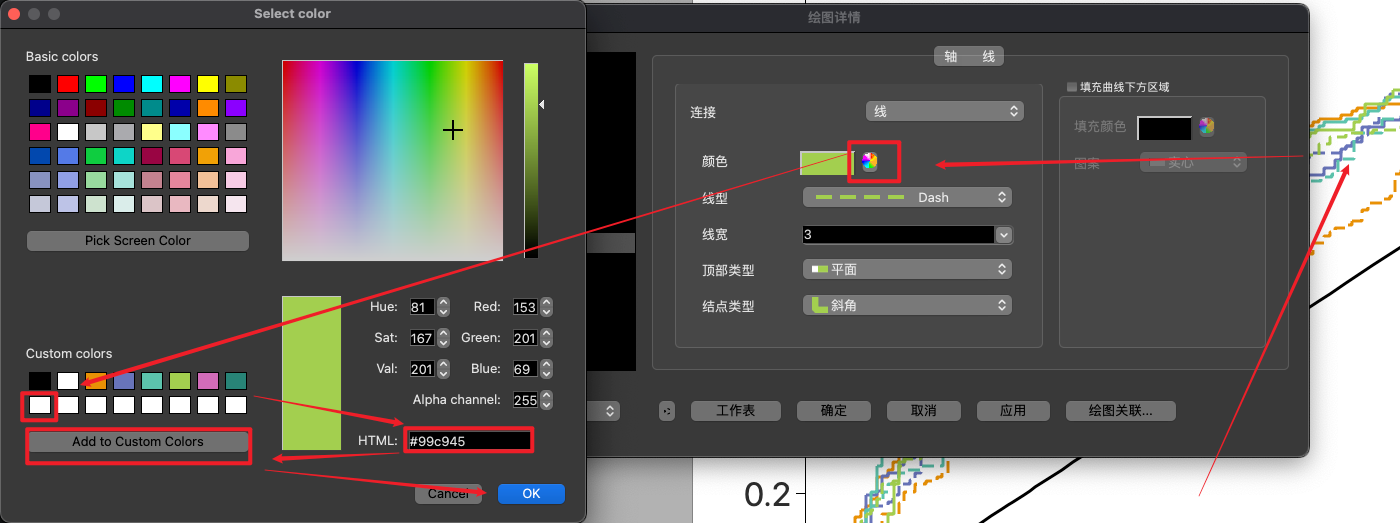 Select color
Basic colors
Pick Screen Color
Custom colors
Add to Custom Colors
Hue: 81
Red: 153
Sat: 167
Green: 201
Val: 201
Blue: 69
Alpha channel: 255
HTML: #99c945
Cancel
OK
绘图详情
轴 线
连接
线
颜色
线型
Dash
线宽
3
顶部类型
平面
结点类型
斜角
填充曲线下方区域
填充颜色
图案
实心
工作表
确定
取消
应用
绘图关联...
0.2